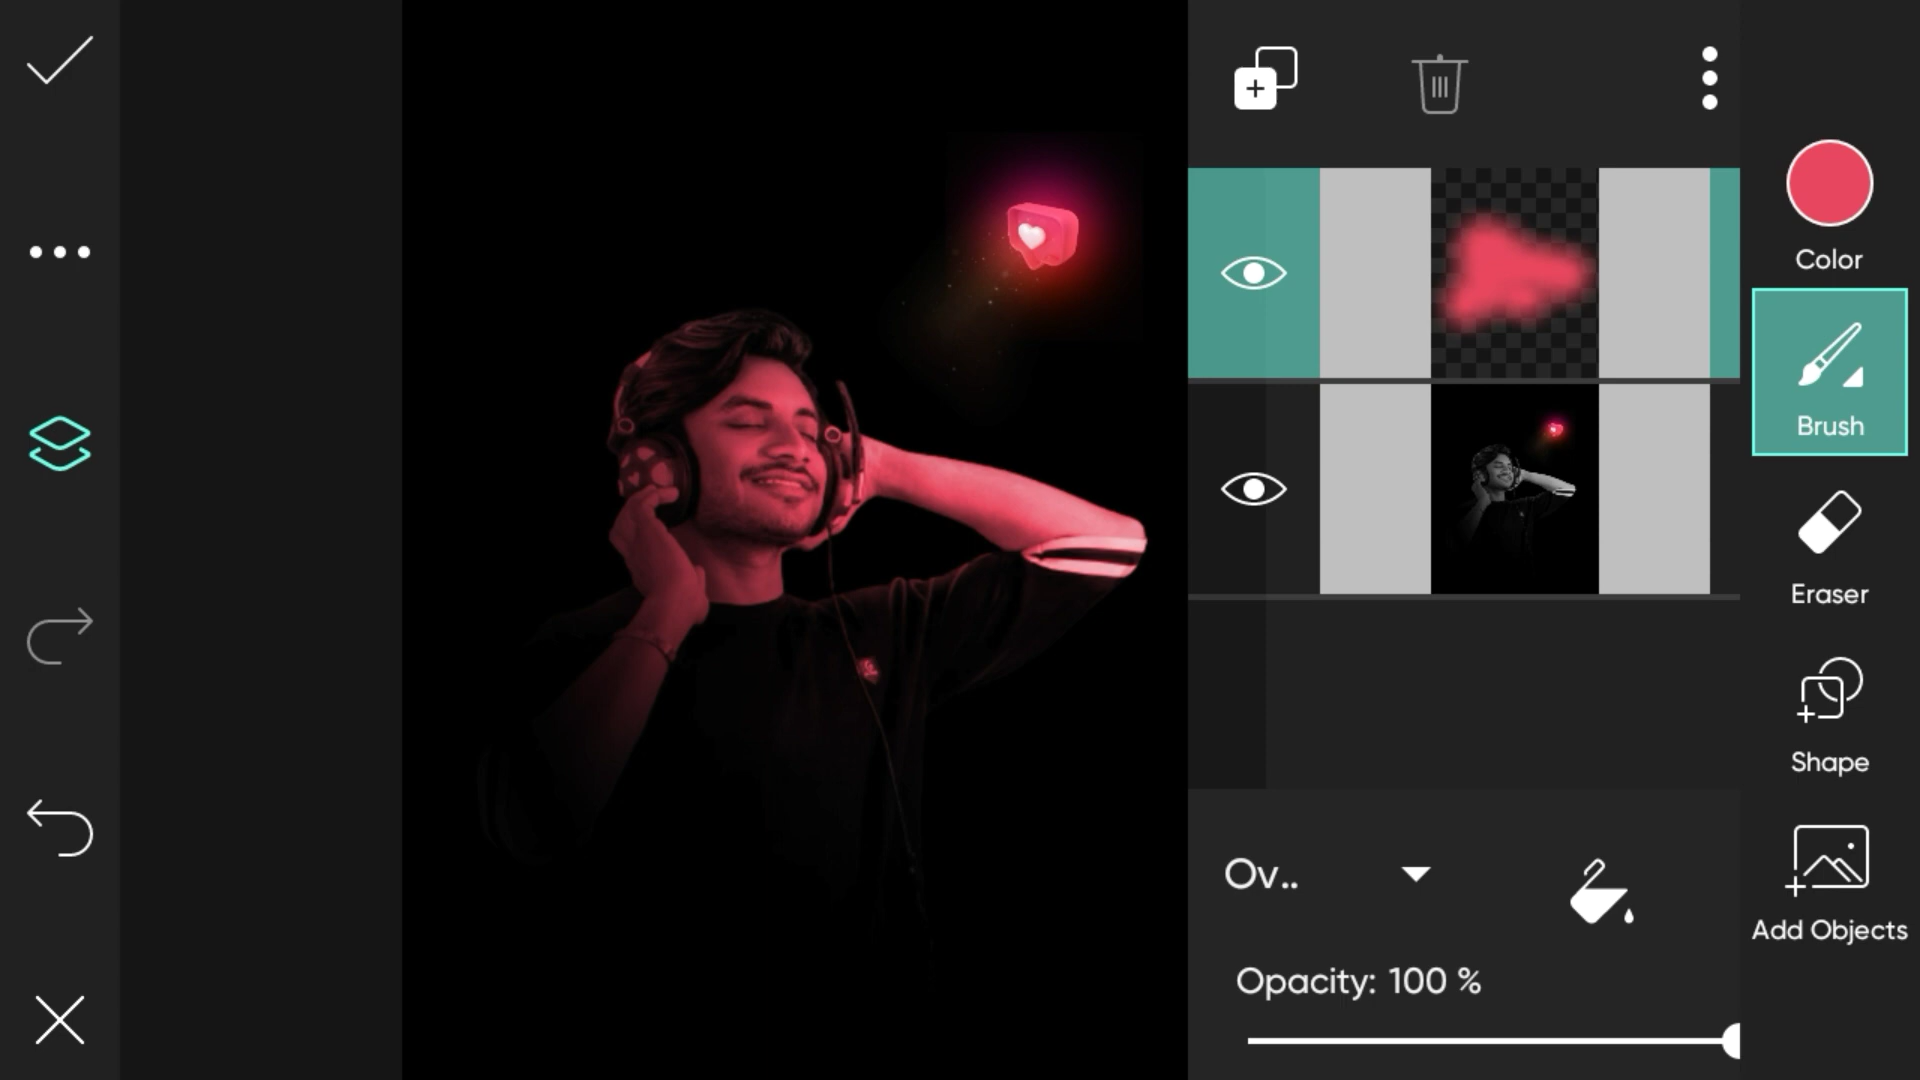 Color
Brush
Eraser
Shape
Add Objects
Ov..
Opacity: 100 %